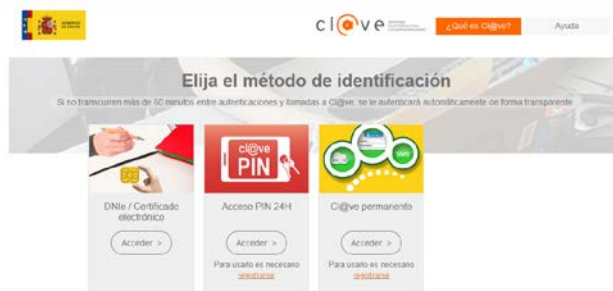 cl@ve
¿Qué es Cl@ve?
Ayuda
Elija el método de identificación
Si no transcurren más de 60 minutos entre autenticaciones y llamadas a Cl@ve, se le autenticará automáticamente de forma transparente
cl@ve
PIN
SMS
DNIe / Certificado
electrónico
Acceder >
Acceso PIN 24H
Acceder >
Para usarlo es necesario
registrarse
Cl@ve permanente
Acceder >
Para usarlo es necesario
registrarse